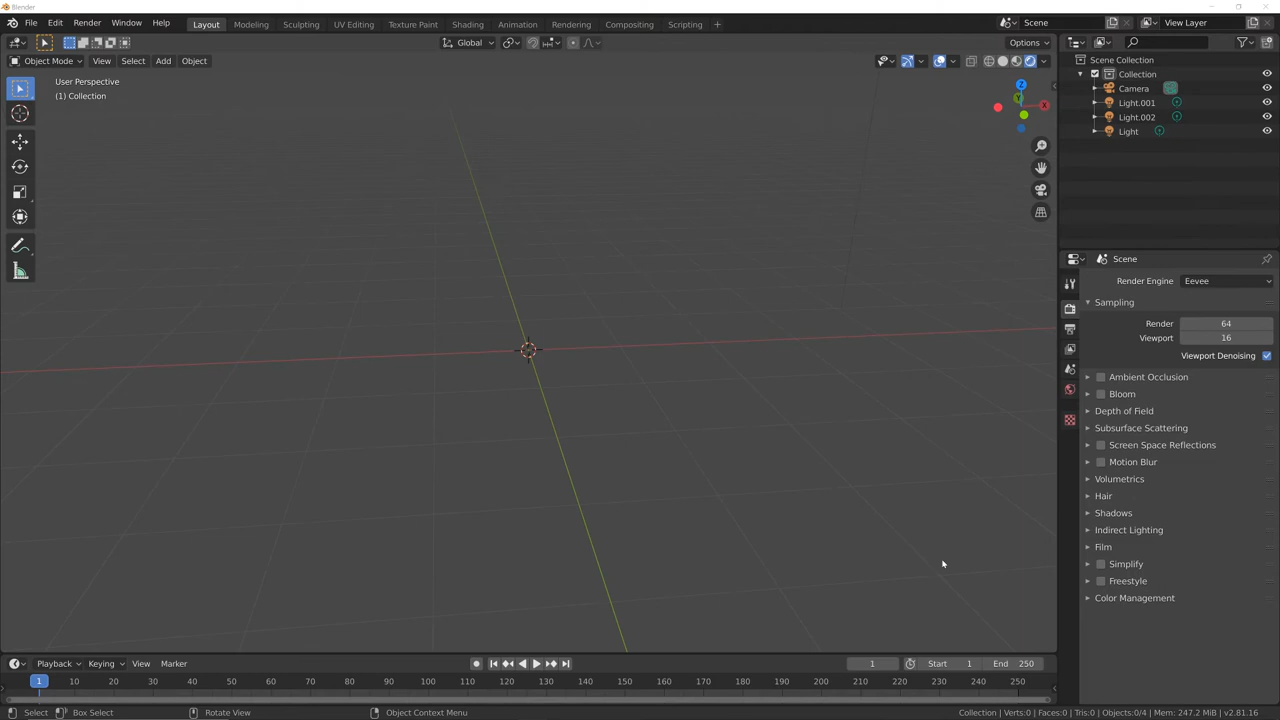 Blender
File Edit Render Window Help Layout Modeling Sculpting UV Editing Texture Paint Shading Animation Rendering Compositing Scripting + Scene View Layer
Global Options
Object Mode View Select Add Object
User Perspective
(1) Collection
Z
Y
X
Scene Collection
Collection
Camera
Light.001
Light.002
Light
Scene
Render Engine Eevee
Sampling
Render 64
Viewport 16
Viewport Denoising
Ambient Occlusion
Bloom
Depth of Field
Subsurface Scattering
Screen Space Reflections
Motion Blur
Volumetrics
Hair
Shadows
Indirect Lighting
Film
Simplify
Freestyle
Color Management
Playback Keying View Marker 1 Start 1 End 250
1 10 20 30 40 50 60 70 80 90 100 110 120 130 140 150 160 170 180 190 200 210 220 230 240 250
Select Box Select Rotate View Object Context Menu Collection | Verts:0 | Faces:0 | Tris:0 | Objects:0/4 | Mem: 247.2 MiB | v2.81.16